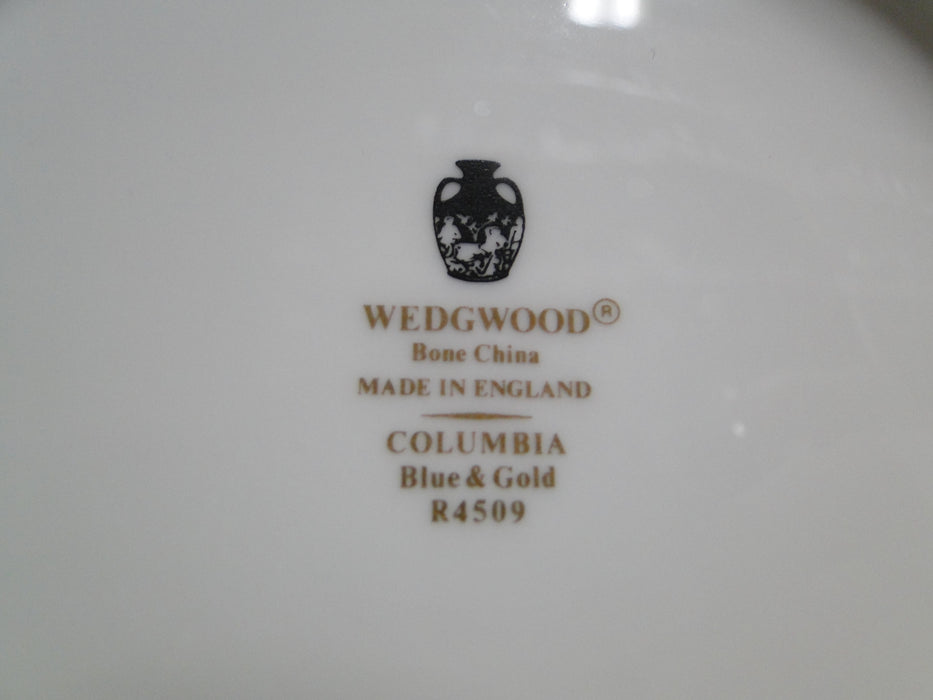 WEDGWOOD®
Bone China
MADE IN ENGLAND
COLUMBIA
Blue & Gold
R4509